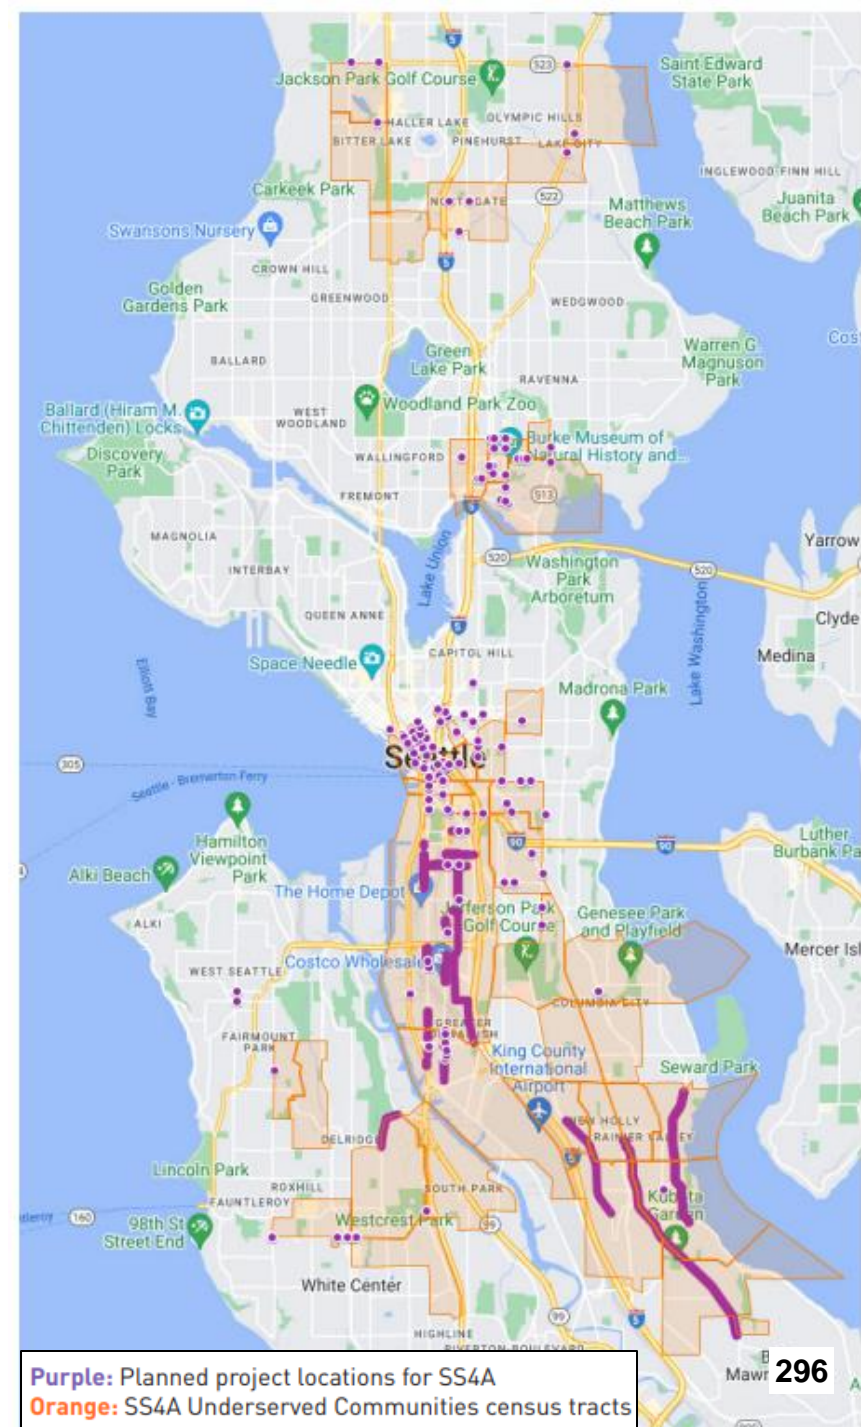 5
523
Saint Edward
State Park
Jackson Park Golf Course
HALLER LAKE
OLYMPIC HILLS
BITTER LAKE
PINEHURST
LAKE CITY
INGLEWOOD-FINN HILL
Carkeek Park
NORTHGATE
522
Matthews
Beach Park
Juanita
Beach Park
Swansons Nursery
CROWN HILL
5
Golden
Gardens Park
GREENWOOD
WEDGWOOD
BALLARD
Green
Lake Park
Warren G.
Magnuson
Park
Cos
RAVENNA
Ballard (Hiram M.
Chittenden) Locks
WEST
WOODLAND
Woodland Park Zoo
Discovery
Park
WALLINGFORD
Burke Museum of
Natural History and...
FREMONT
513
5
MAGNOLIA
INTERBAY
Lake Union
520
Washington
Park
Arboretum
520
Yarrow
QUEEN ANNE
5
Clyde
Space Needle
CAPITOL HILL
Medina
Lake Washington
Elliott Bay
Madrona Park
Seattle
305
Seattle - Bremerton Ferry
Hamilton
Viewpoint
Park
90
90
Luther
Burbank Pa
Alki Beach
The Home Depot
ALKI
Jefferson Park
Golf Course
Genesee Park
and Playfield
Mercer Isl
WEST SEATTLE
Costco Wholesale
COLUMBIA CITY
FAIRMOUNT
PARK
GREATER
King County
International
Airport
Seward Park
NEW HOLLY
RAINIER VALLEY
DELRIDGE
5
Lincoln Park
ROXHILL
SOUTH PARK
FAUNTLEROY
Kubota
Garden
160
98th St
Street End
Westcrest Park
99
White Center
99
5
HIGHLINE
RIVERTON-BOULEVARD
296
Purple: Planned project locations for SS4A
Orange: SS4A Underserved Communities census tracts